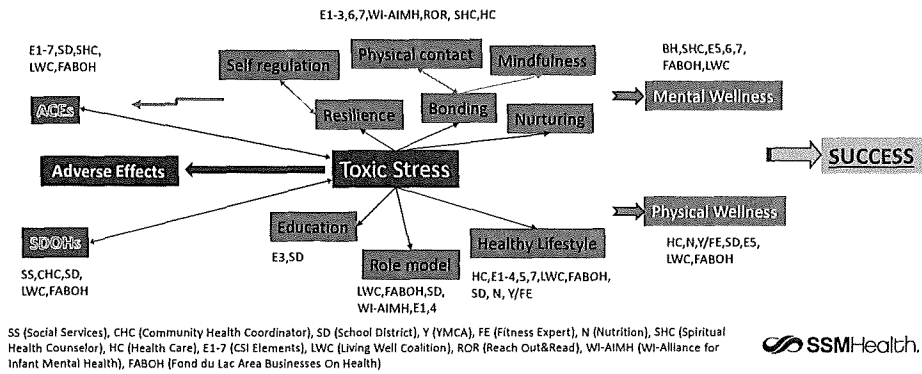 E1-3,6,7,WI-AIMH,ROR, SHC,HC
E1-7,SD,SHC,
LWC,FABOH
Self regulation
Physical contact
Mindfulness
BH,SHC,E5,6,7,
FABOH,LWC
ACEs
Resilience
Bonding
Nurturing
Mental Wellness
Adverse Effects
Toxic Stress
SUCCESS
SDOHs
SS,CHC,SD,
LWC,FABOH
Education
E3,SD
Role model
LWC,FABOH,SD,
WI-AIMH,E1,4
Healthy Lifestyle
HC,E1-4,5,7,LWC,FABOH,
SD, N, Y/FE
Physical Wellness
HC,N,Y/FE,SD,E5,
LWC,FABOH
SS (Social Services), CHC (Community Health Coordinator), SD (School District), Y (YMCA), FE (Fitness Expert), N (Nutrition), SHC (Spiritual
Health Counselor), HC (Health Care), E1-7 (CSI Elements), LWC (Living Well Coalition), ROR (Reach Out&Read), WI-AIMH (WI-Alliance for
Infant Mental Health), FABOH (Fond du Lac Area Businesses On Health)
SSMHealth.